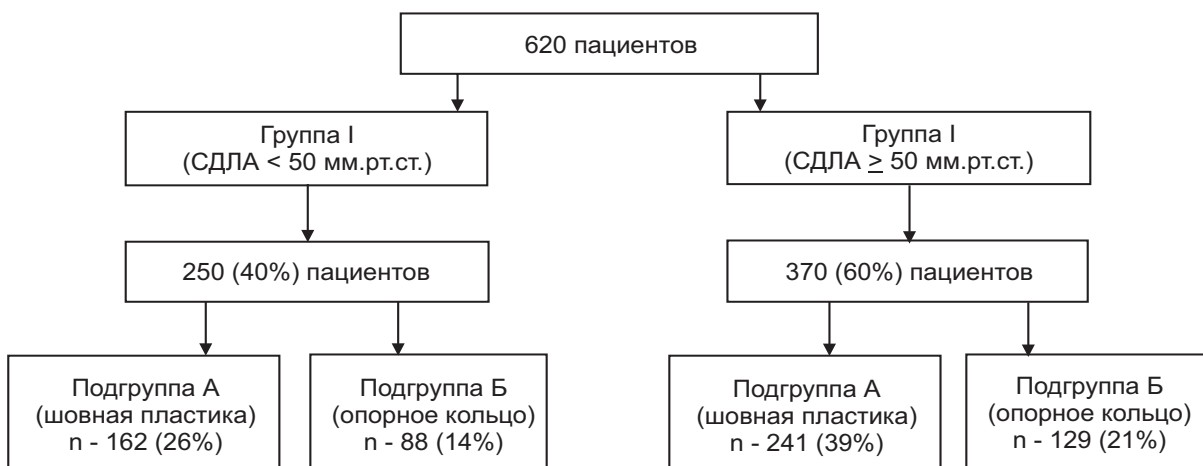 620 пациентов
Группа I
(СДЛА < 50 мм.рт.ст.)
Группа I
(СДЛА ≥ 50 мм.рт.ст.)
250 (40%) пациентов
370 (60%) пациентов
Подгруппа А
(шовная пластика)
n - 162 (26%)
Подгруппа Б
(опорное кольцо)
n - 88 (14%)
Подгруппа А
(шовная пластика)
n - 241 (39%)
Подгруппа Б
(опорное кольцо)
n - 129 (21%)